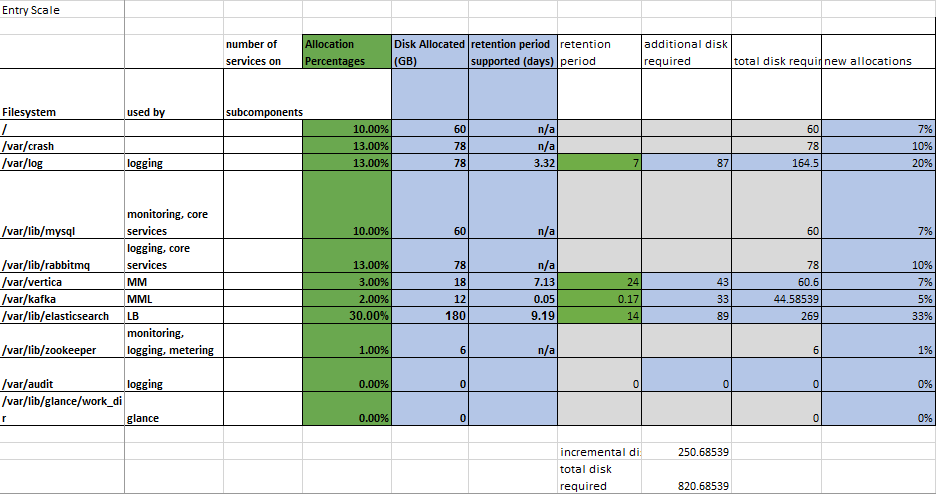 Entry Scale
number of services on | Allocation Percentages | Disk Allocated (GB) | retention period supported (days) | retention period | additional disk required | total disk requir | new allocations
Filesystem | used by | subcomponents
/ | 10.00% | 60 | n/a | 60 | 7%
/var/crash | 13.00% | 78 | n/a | 78 | 10%
/var/log | logging | 13.00% | 78 | 3.32 | 7 | 87 | 164.5 | 20%
/var/lib/mysql | monitoring, core services | 10.00% | 60 | n/a | 60 | 7%
/var/lib/rabbitmq | logging, core services | 13.00% | 78 | n/a | 78 | 10%
/var/vertica | MM | 3.00% | 18 | 7.13 | 24 | 43 | 60.6 | 7%
/var/kafka | MML | 2.00% | 12 | 0.05 | 0.17 | 33 | 44.58539 | 5%
/var/lib/elasticsearch | LB | 30.00% | 180 | 9.19 | 14 | 89 | 269 | 33%
/var/lib/zookeeper | monitoring, logging, metering | 1.00% | 6 | n/a | 6 | 1%
/var/audit | logging | 0.00% | 0 | 0 | 0 | 0 | 0%
/var/lib/glance/work_dir | glance | 0.00% | 0 | 0 | 0%
incremental di | 250.68539
total disk required | 820.68539